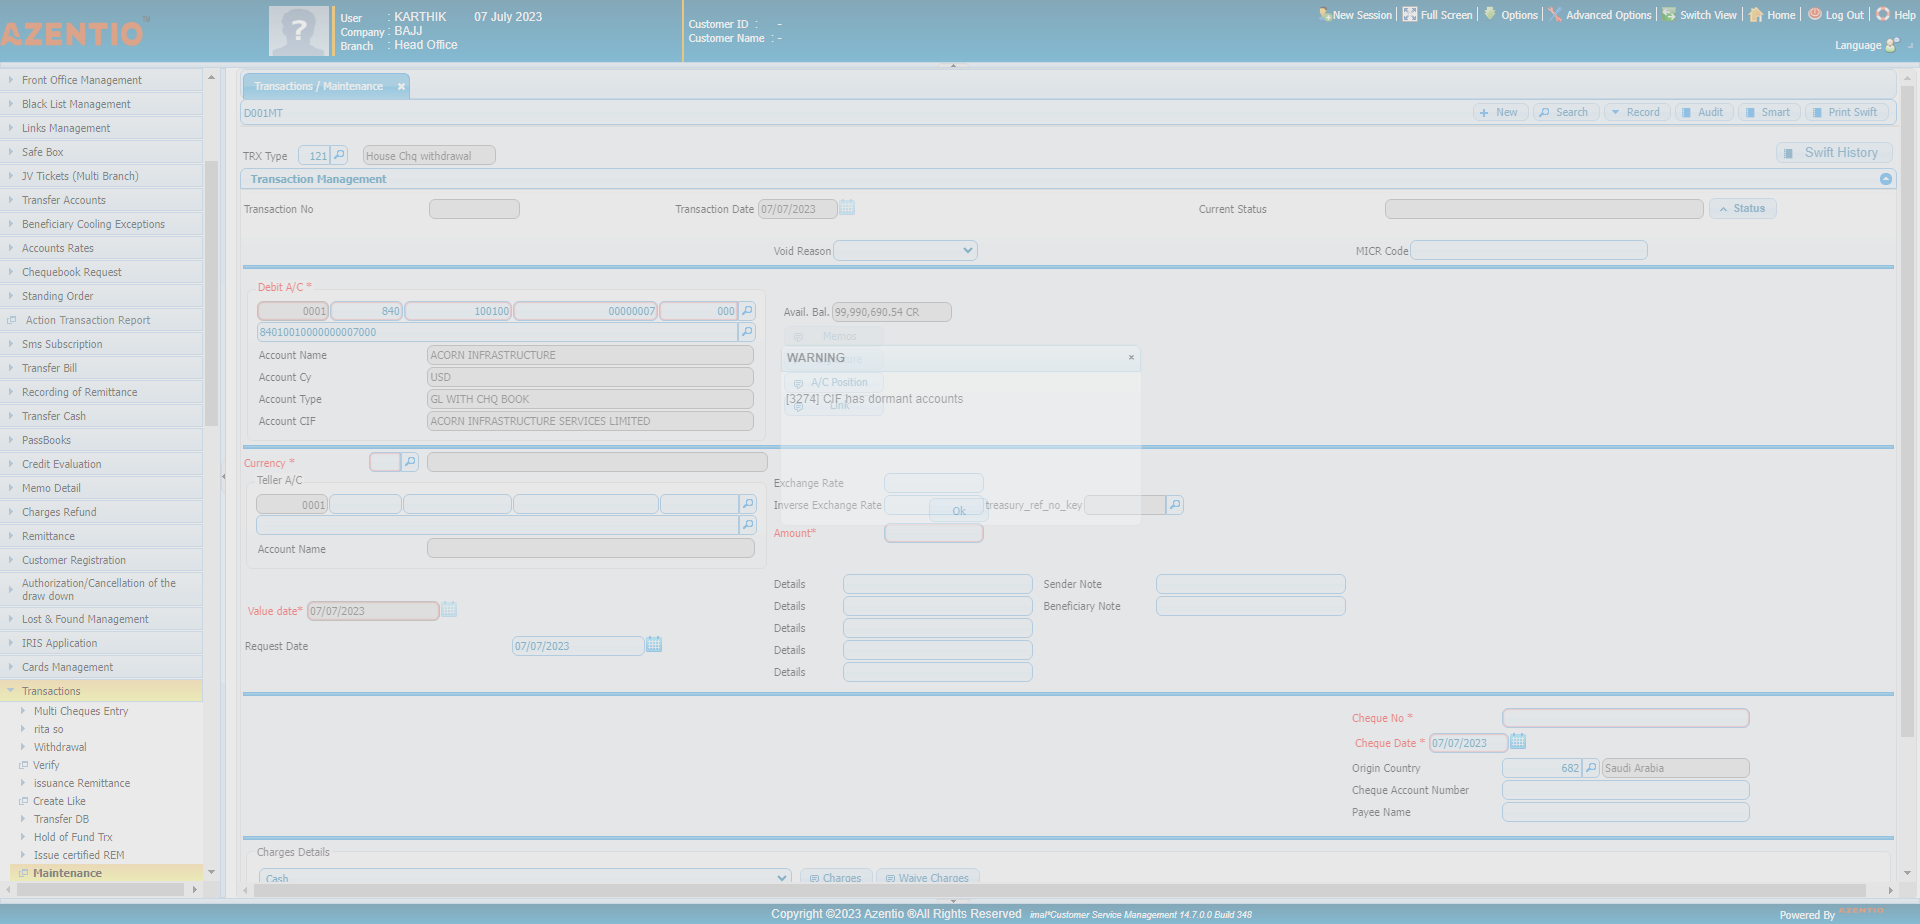 AZENTIO™
User : KARTHIK 07 July 2023
Company : BAJJ
Branch : Head Office
Customer ID : -
Customer Name : -
New Session Full Screen Options Advanced Options Switch View Home Log Out Help
Language
Front Office Management
Black List Management
Links Management
Safe Box
JV Tickets (Multi Branch)
Transfer Accounts
Beneficiary Cooling Exceptions
Accounts Rates
Chequebook Request
Standing Order
Action Transaction Report
Sms Subscription
Transfer Bill
Recording of Remittance
Transfer Cash
PassBooks
Credit Evaluation
Memo Detail
Charges Refund
Remittance
Customer Registration
Authorization/Cancellation of the
draw down
Lost & Found Management
IRIS Application
Cards Management
Transactions
Multi Cheques Entry
rita so
Withdrawal
Verify
issuance Remittance
Create Like
Transfer DB
Hold of Fund Trx
Issue certified REM
Maintenance
Transactions / Maintenance
D001MT
New Search Record Audit Smart Print Swift
TRX Type 121 House Chq withdrawal
Swift History
Transaction Management
Transaction No
Transaction Date 07/07/2023
Current Status
Status
Void Reason
MICR Code
Debit A/C *
0001 840 100100 00000007 000
84010010000000007000
Account Name ACORN INFRASTRUCTURE
Account Cy USD
Account Type GL WITH CHQ BOOK
Account CIF ACORN INFRASTRUCTURE SERVICES LIMITED
Avail. Bal. 99,990,690.54 CR
Memos
WARNING
A/C Position
[3274] CIF has dormant accounts
Link
Ok
Currency *
Teller A/C
0001
Account Name
Exchange Rate
Inverse Exchange Rate
treasury_ref_no_key
Amount*
Value date* 07/07/2023
Request Date 07/07/2023
Details
Details
Details
Details
Details
Sender Note
Beneficiary Note
Cheque No *
Cheque Date * 07/07/2023
Origin Country 682 Saudi Arabia
Cheque Account Number
Payee Name
Charges Details
Cash
Charges
Waive Charges
Copyright ©2023 Azentio ®All Rights Reserved imal*Customer Service Management 14.7.0.0 Build 348
Powered By AZENTIO